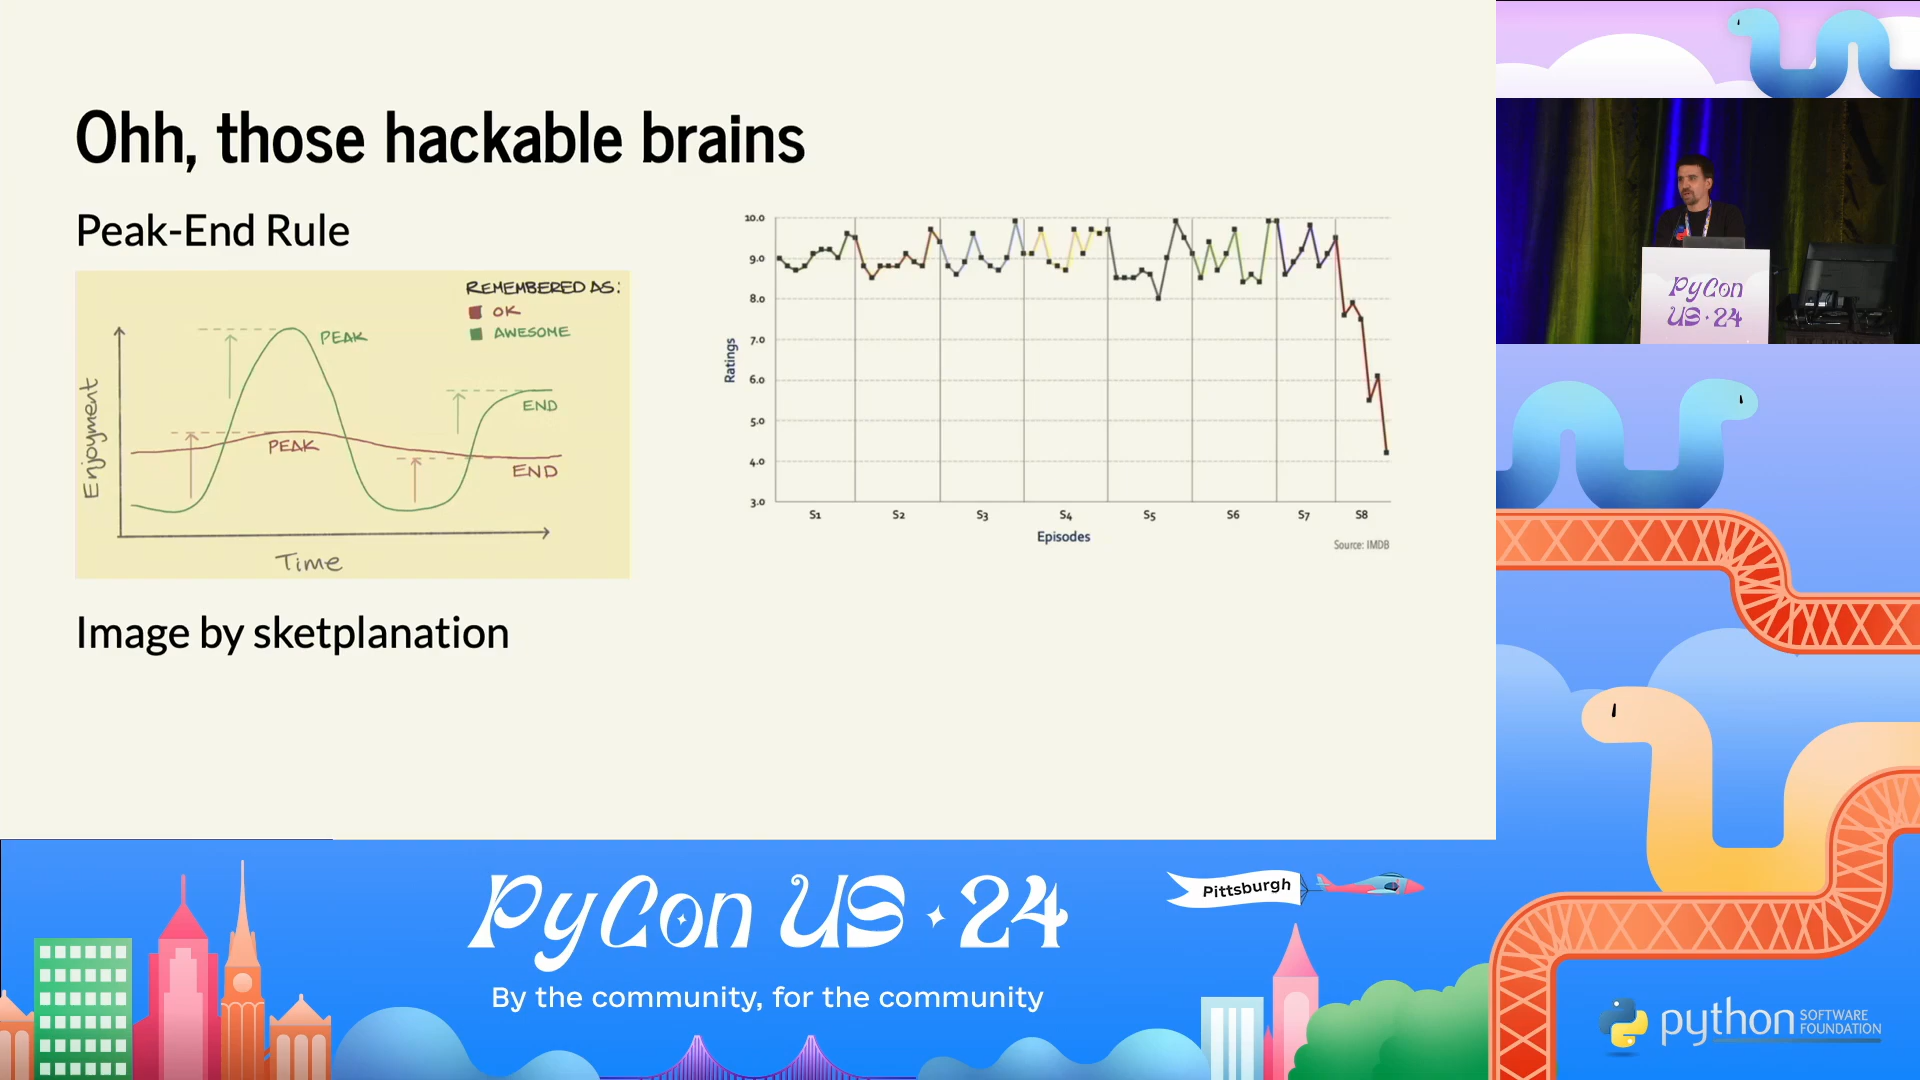 Ohh, those hackable brains
Peak-End Rule
REMEMBERED AS:
OK
AWESOME
PEAK
END
PEAK
END
Enjoyment
Time
Image by sketplanation
10.0
9.0
8.0
7.0
6.0
5.0
4.0
3.0
Ratings
S1 S2 S3 S4 S5 S6 S7 S8
Episodes
Source: IMDB
PyCon
US · 24
PyCon US · 24
By the community, for the community
Pittsburgh
python
SOFTWARE
FOUNDATION